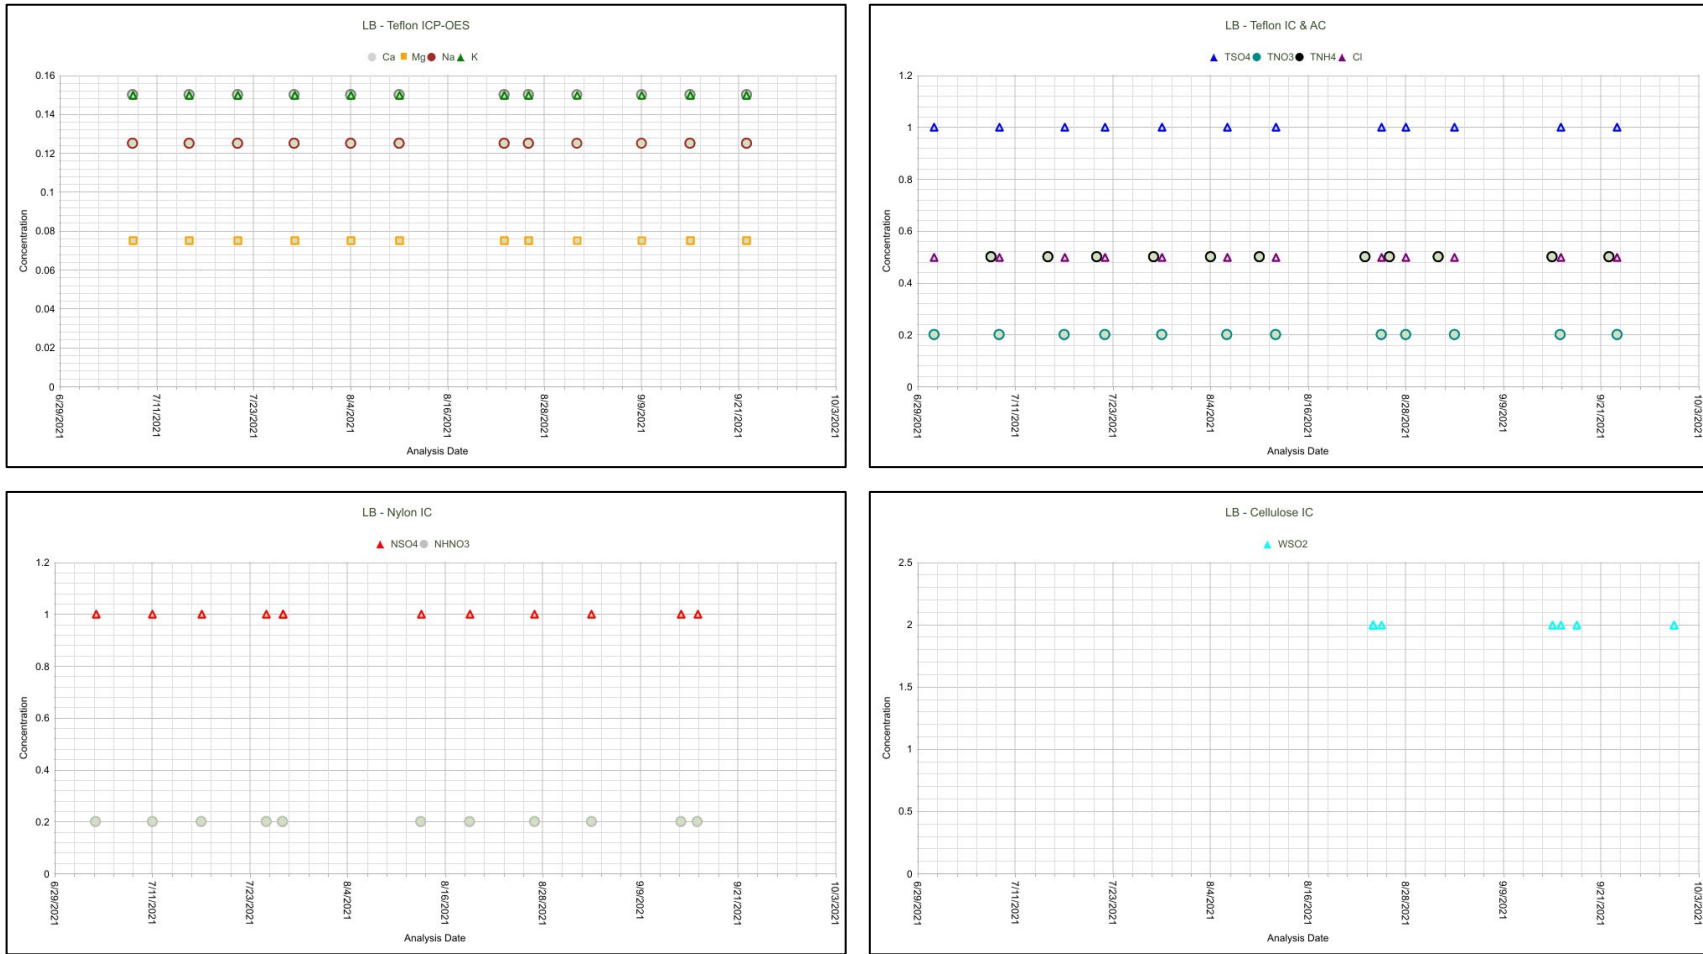 LB - Teflon ICP-OES
Ca Mg Na K
0.16
0.14
0.12
0.1
0.08
0.06
0.04
0.02
0
Concentration
6/29/2021 7/11/2021 7/23/2021 8/4/2021 8/16/2021 8/28/2021 9/9/2021 9/21/2021 10/3/2021
Analysis Date
LB - Teflon IC & AC
TSO4 TNO3 TNH4 Cl
1.2
1
0.8
0.6
0.4
0.2
0
Concentration
6/29/2021 7/11/2021 7/23/2021 8/4/2021 8/16/2021 8/28/2021 9/9/2021 9/21/2021 10/3/2021
Analysis Date
LB - Nylon IC
NSO4 NHNO3
1.2
1
0.8
0.6
0.4
0.2
0
Concentration
6/29/2021 7/11/2021 7/23/2021 8/4/2021 8/16/2021 8/28/2021 9/9/2021 9/21/2021 10/3/2021
Analysis Date
LB - Cellulose IC
WSO2
2.5
2
1.5
1
0.5
0
Concentration
6/29/2021 7/11/2021 7/23/2021 8/4/2021 8/16/2021 8/28/2021 9/9/2021 9/21/2021 10/3/2021
Analysis Date